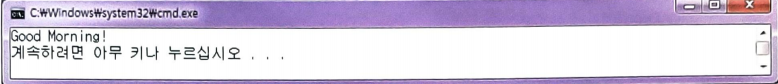 C:₩Windows₩system32₩cmd.exe
Good Morning!
계속하려면 아무 키나 누르십시오 . . .